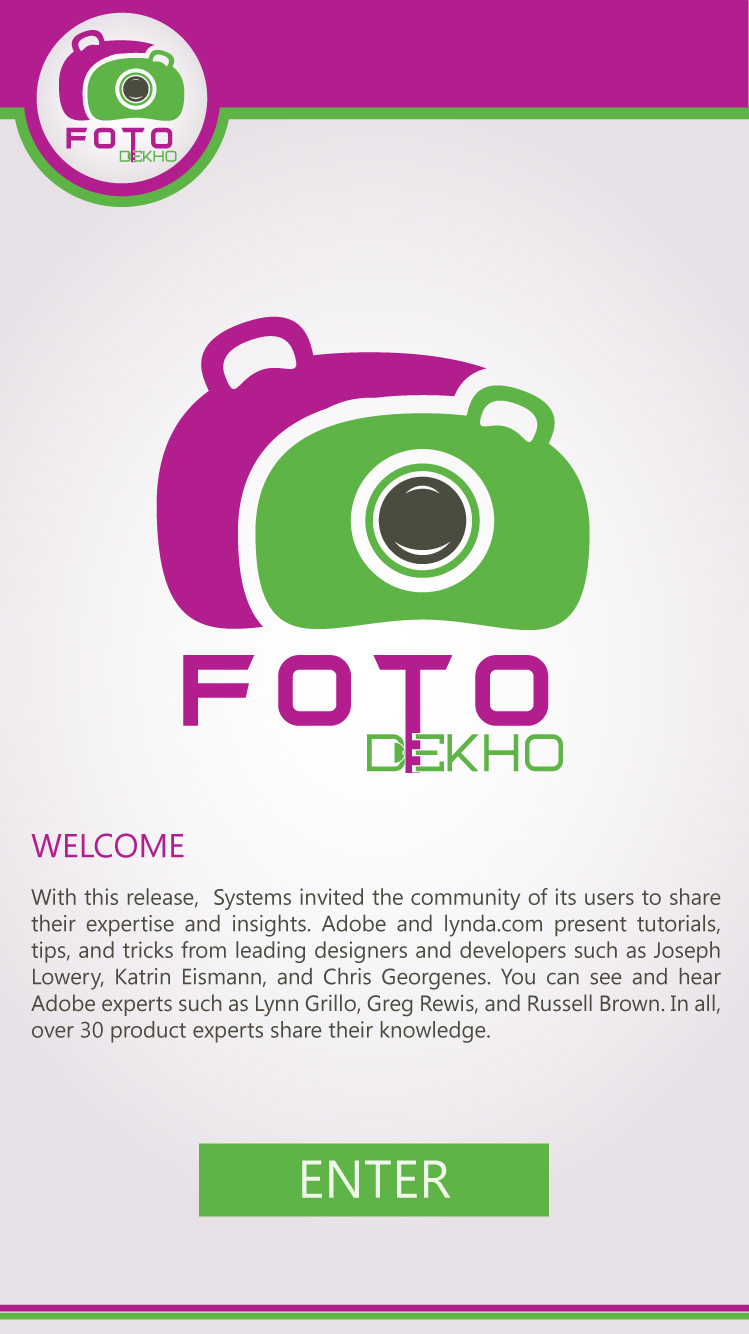 FOTO
DEKHO
FOTO
DEKHO
WELCOME
With this release,  Systems invited the community of its users to share
their expertise and insights. Adobe and lynda.com present tutorials,
tips, and tricks from leading designers and developers such as Joseph
Lowery, Katrin Eismann, and Chris Georgenes. You can see and hear
Adobe experts such as Lynn Grillo, Greg Rewis, and Russell Brown. In all,
over 30 product experts share their knowledge.
ENTER